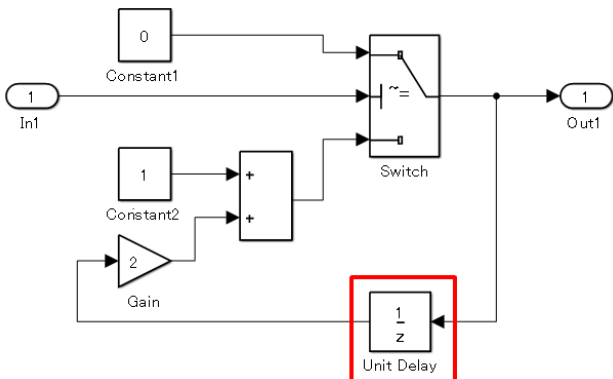 0
Constant1
1
In1
~=
1
Out1
Switch
1
Constant2
+
+
2
Gain
1
z
Unit Delay